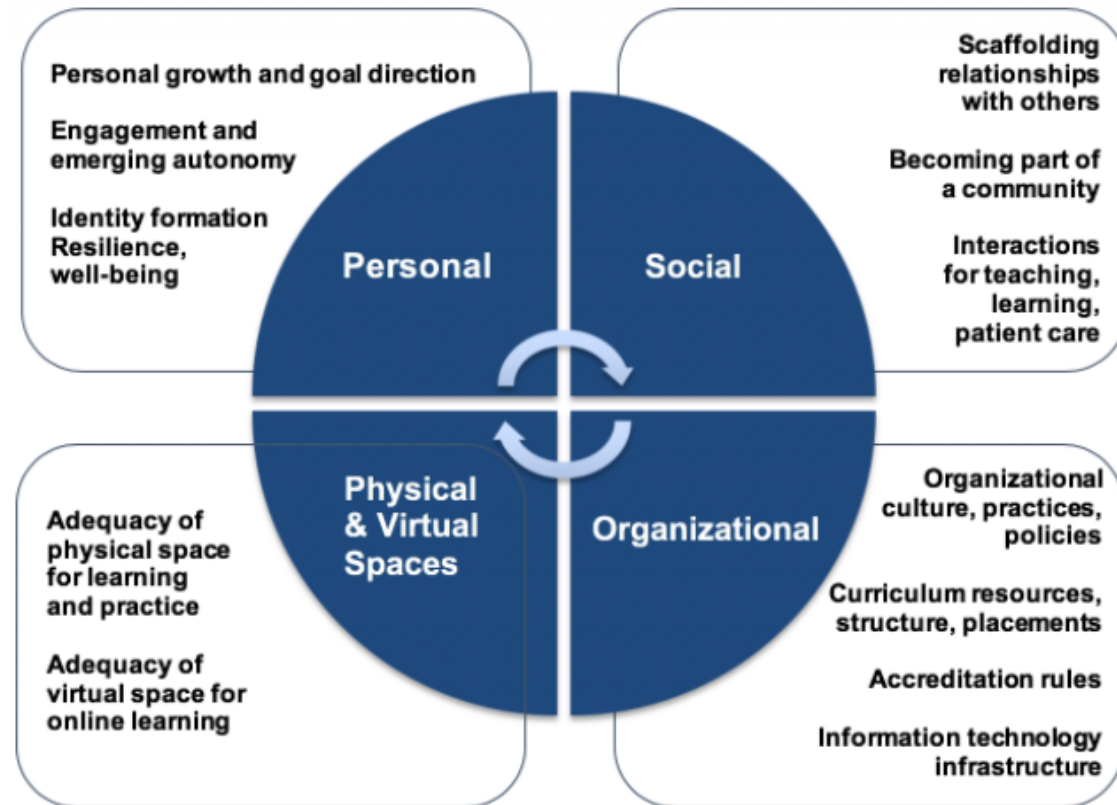 Personal growth and goal direction
Engagement and
emerging autonomy
Identity formation
Resilience,
well-being
Personal
Scaffolding
relationships
with others
Becoming part of
a community
Interactions
for teaching,
learning,
patient care
Social
Physical
& Virtual
Spaces
Adequacy of
physical space
for learning
and practice
Adequacy of
virtual space for
online learning
Organizational
Organizational
culture, practices,
policies
Curriculum resources,
structure, placements
Accreditation rules
Information technology
infrastructure